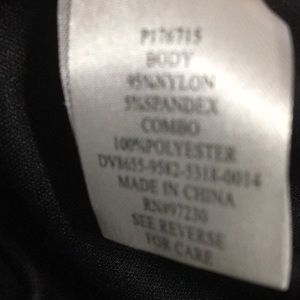 P176715
BODY
95%NYLON
5%SPANDEX
COMBO
100%POLYESTER
DVH655-9582-5318-0014
MADE IN CHINA
RN#97230
SEE REVERSE
FOR CARE